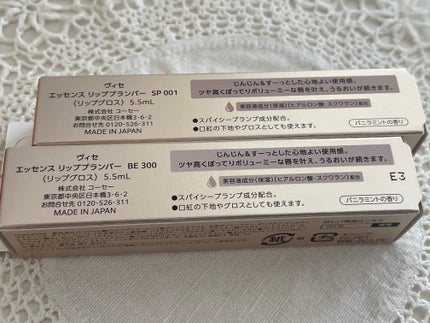 ヴィセ
エッセンス リッププランパー SP 001
(リップグロス) 5.5mL
株式会社 コーセー
東京都中央区日本橋3-6-2
お問合せ先 0120-526-311
MADE IN JAPAN
じんじん&すーっとした心地よい使用感。
ツヤ高くぽってりボリューミーな唇を叶え、うるおいが続きます。
美容液成分(保湿)[ヒアルロン酸・スクワラン]配合
●スパイシープランプ成分配合。
●口紅の下地やグロスとしても使えます。
バニラミントの香り
ヴィセ
エッセンス リッププランパー BE 300
(リップグロス) 5.5mL
株式会社 コーセー
東京都中央区日本橋3-6-2
お問合せ先 0120-526-311
MADE IN JAPAN
じんじん&すーっとした心地よい使用感。
ツヤ高くぽってりボリューミーな唇を叶え、うるおいが続きます。
美容液成分(保湿)[ヒアルロン酸・スクワラン]配合
●スパイシープランプ成分配合。
●口紅の下地やグロスとしても使えます。
E3
バニラミントの香り
紙